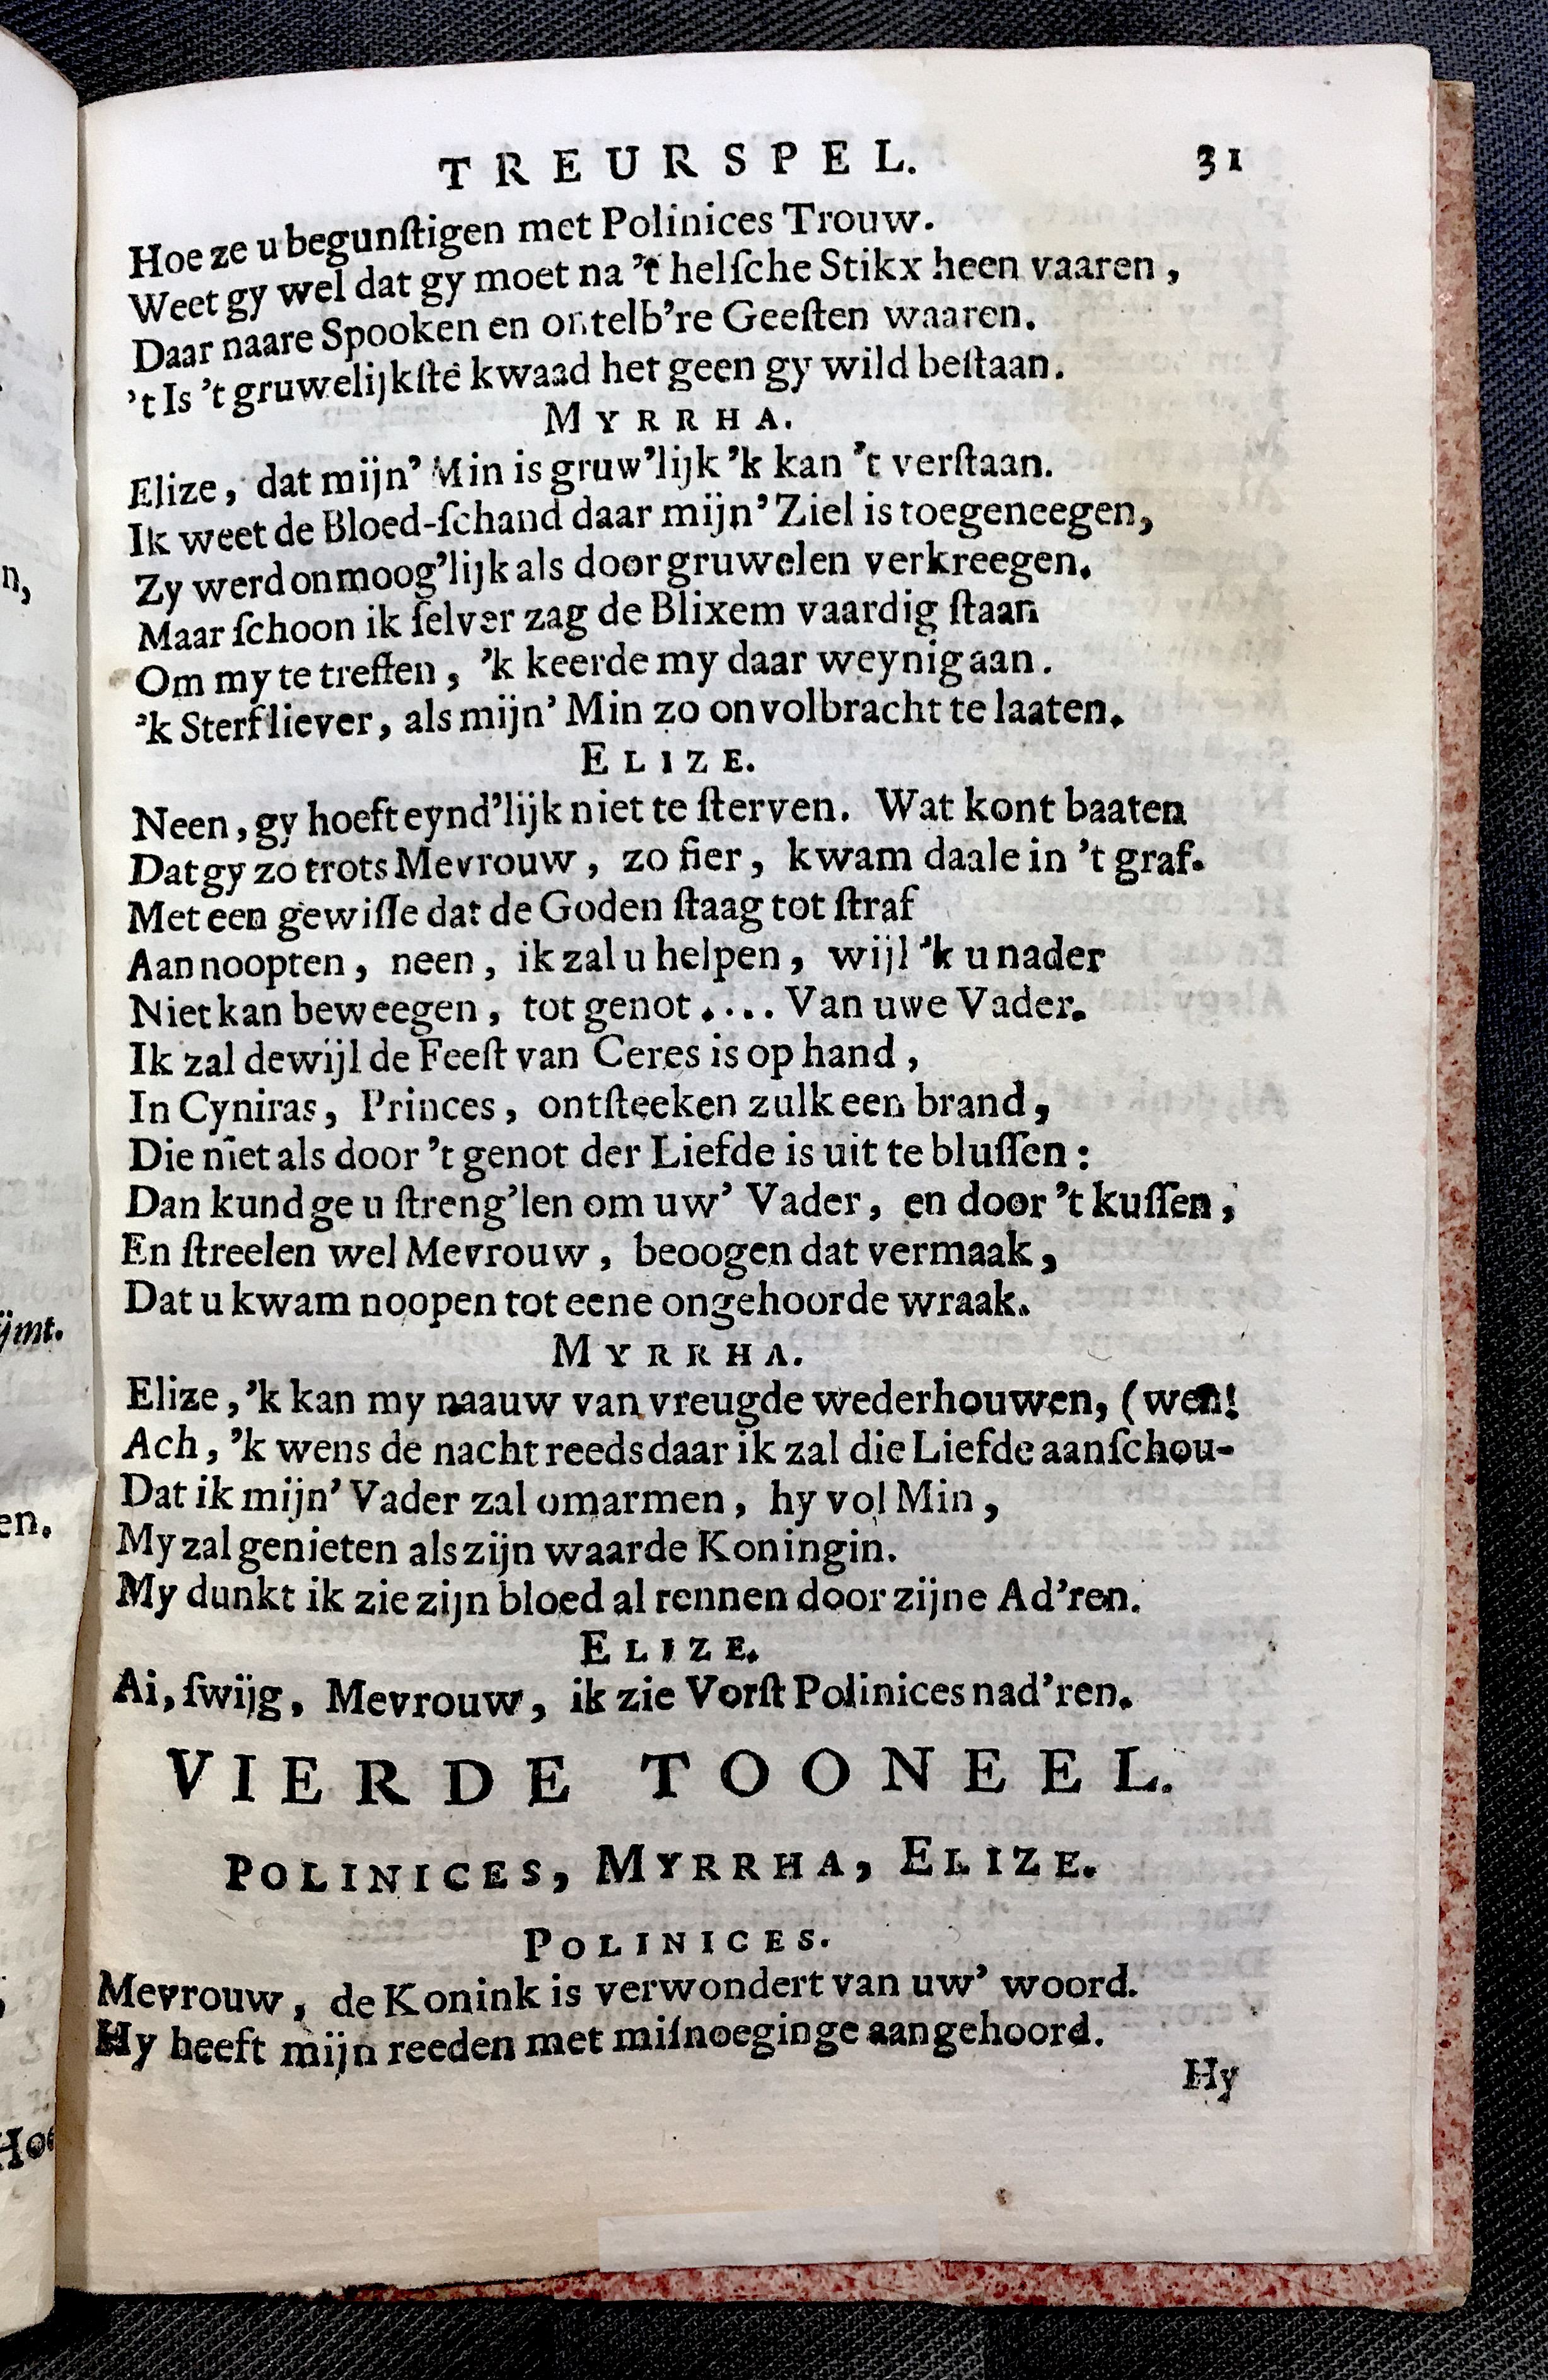 TREURSPEL. 31
Hoe ze u begunſtigen met Polinices Trouw.
Weet gy wel dat gy moet na 't helſche Stikx heen vaaren,
Daar naare Spooken en ontelb're Geeſten waaren.
't Is 't gruwelijkſte kwaad het geen gy wild beſtaan.
MYRRHA.
Elize, dat mijn' Min is gruw'lijk 'k kan 't verſtaan.
Ik weet de Bloed-ſchand daar mijn' Ziel is toegeneegen,
Zy werd onmoog'lijk als door gruwelen verkreegen.
Maar ſchoon ik ſelver zag de Blixem vaardig ſtaan
Om my te treffen, 'k keerde my daar weynig aan.
'k Sterf liever, als mijn' Min zo onvolbracht te laaten.
ELIZE.
Neen, gy hoeft eynd'lijk niet te ſterven. Wat kont baaten
Dat gy zo trots Mevrouw, zo fier, kwam daale in 't graf.
Met een gewiſſe dat de Goden ſtaag tot ſtraf
Aannoopten, neen, ik zal u helpen, wijl 'k u nader
Niet kan beweegen, tot genot.... Van uwe Vader.
Ik zal dewijl de Feeſt van Ceres is op hand,
In Cyniras, Princes, ontſteeken zulk een brand,
Die niet als door 't genot der Liefde is uit te bluſſen:
Dan kund ge u ſtreng'len om uw' Vader, en door 't kuſſen,
En ſtreelen wel Mevrouw, beoogen dat vermaak,
Dat u kwam noopen tot eene ongehoorde wraak.
MYRRHA.
Elize, 'k kan my naauw van vreugde wederhouwen, (wen!
Ach, 'k wens de nacht reeds daar ik zal die Liefde aanſchou-
Dat ik mijn' Vader zal omarmen, hy vol Min,
My zal genieten als zijn waarde Koningin.
My dunkt ik zie zijn bloed al rennen door zijne Ad'ren.
ELIZE.
Ai, ſwijg, Mevrouw, ik zie Vorſt Polinices nad'ren.
VIERDE TOONEEL.
POLINICES, MYRRHA, ELIZE.
POLINICES.
Mevrouw, de Konink is verwondert van uw' woord.
Hy heeft mijn reeden met miſnoeginge aangehoord.
Hy
n,
ijmt.
en.